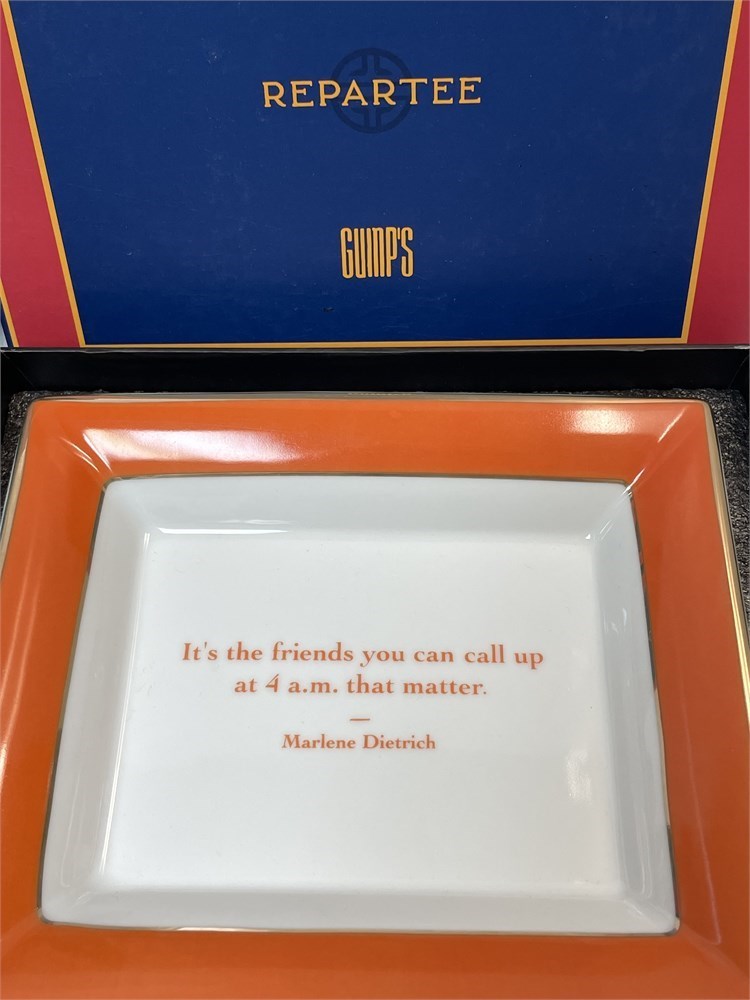 REPARTEE
GUMP'S
It's the friends you can call up
at 4 a.m. that matter.
—
Marlene Dietrich